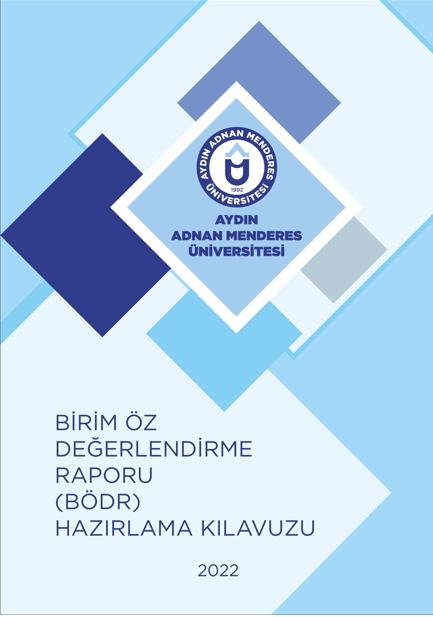 AYDIN ADNAN MENDERES
ÜNİVERSİTESİ
1992
AYDIN
ADNAN MENDERES
ÜNİVERSİTESİ
BİRİM ÖZ
DEĞERLENDİRME
RAPORU
(BÖDR)
HAZIRLAMA KILAVUZU
2022